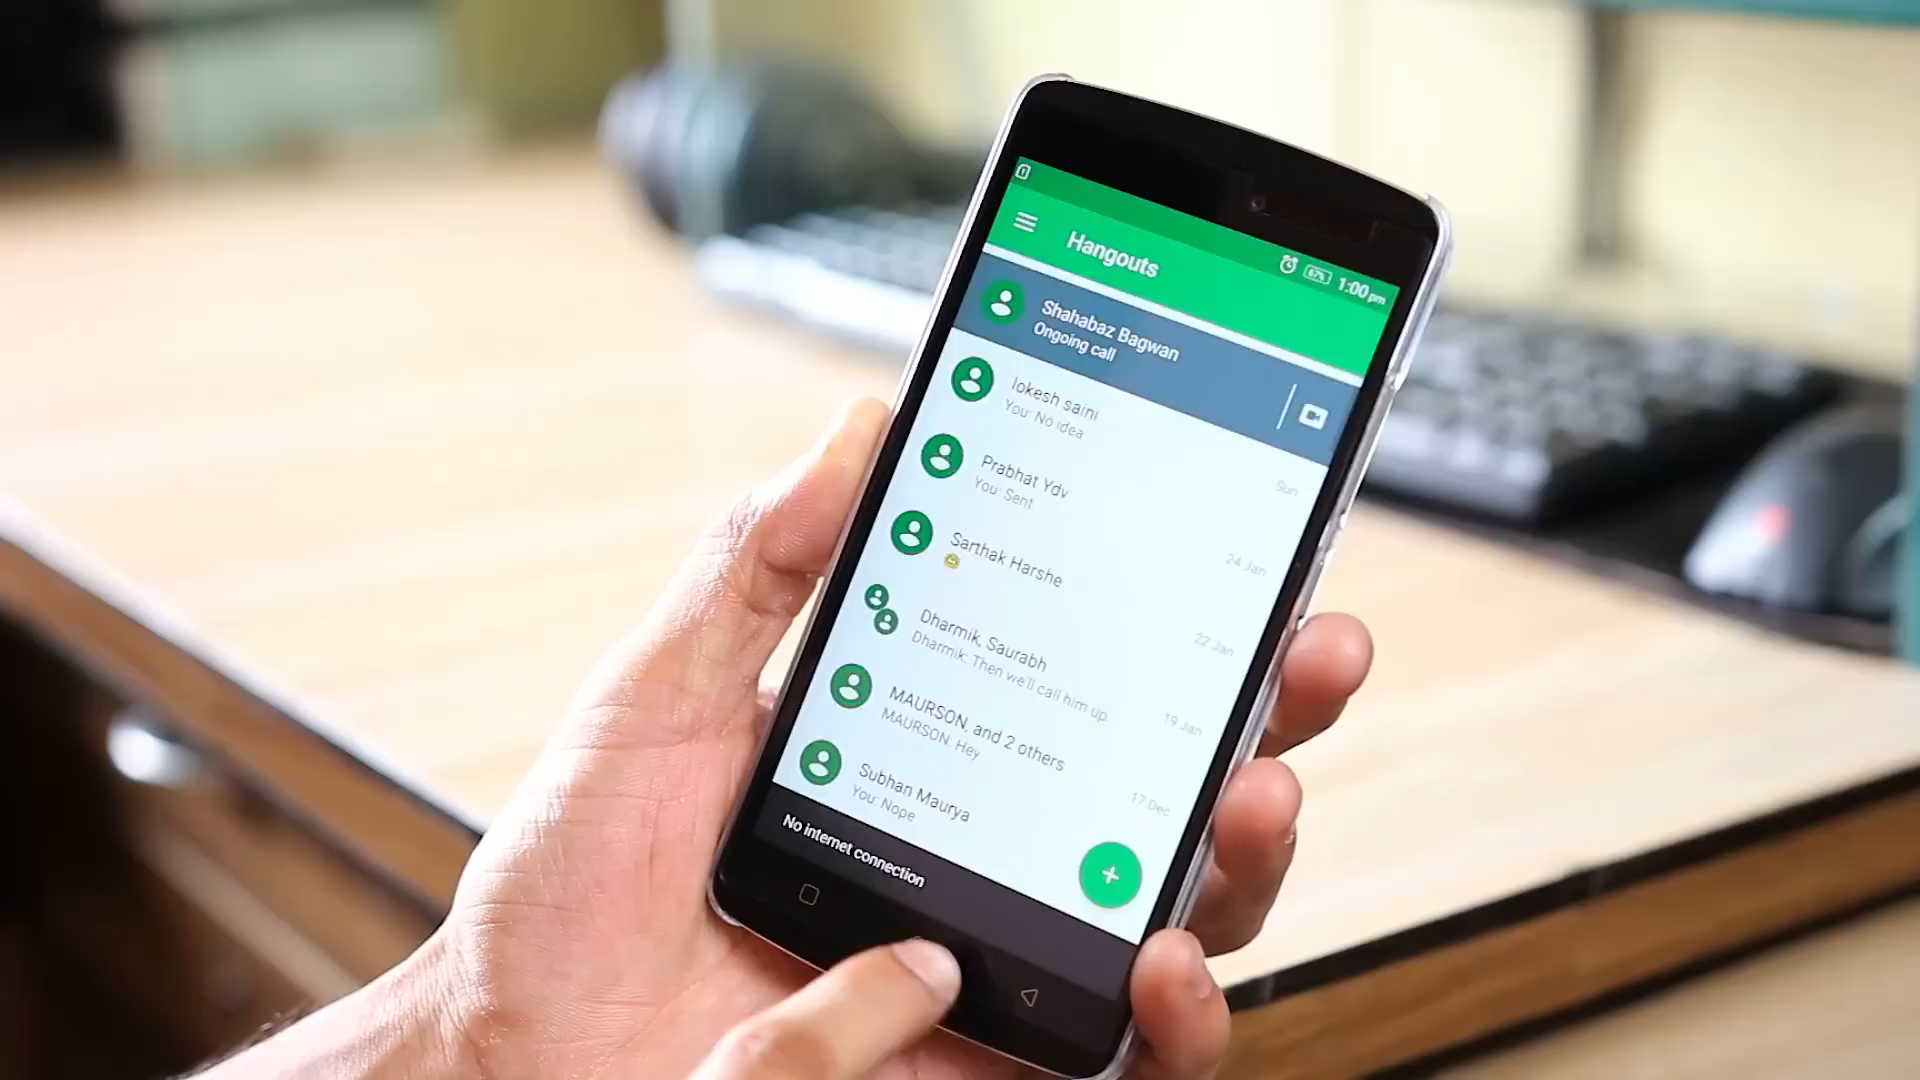 67%
1:00 pm
Hangouts
Shahabaz Bagwan
Ongoing call
lokesh saini
You: No idea
Sun
Prabhat Ydv
You: Sent
24 Jan
Sarthak Harshe
22 Jan
Dharmik, Saurabh
Dharmik: Then we'll call him up
19 Jan
MAURSON, and 2 others
MAURSON: Hey
17 Dec
Subhan Maurya
You: Nope
No internet connection